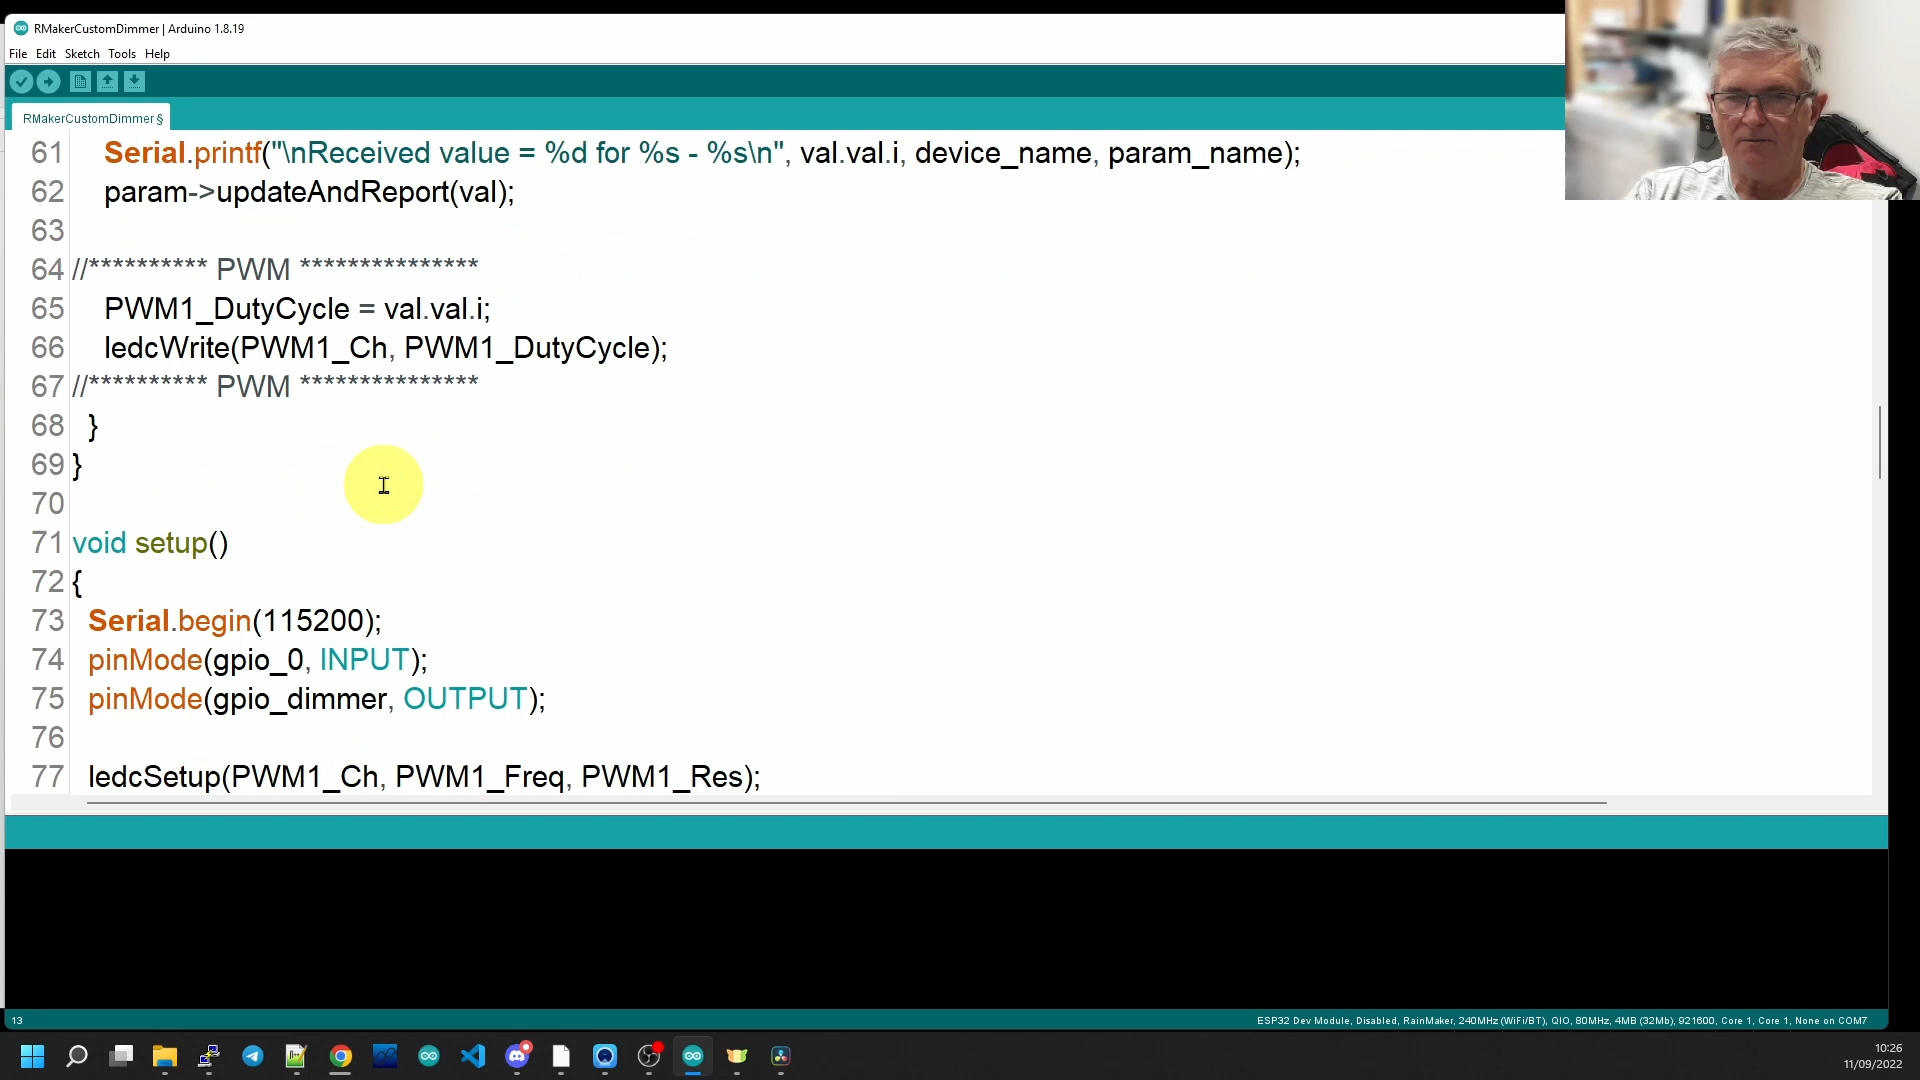 RMakerCustomDimmer | Arduino 1.8.19
File Edit Sketch Tools Help
RMakerCustomDimmer §
61 Serial.printf("\nReceived value = %d for %s - %s\n", val.val.i, device_name, param_name);
62 param->updateAndReport(val);
63
64 //********** PWM ***************
65 PWM1_DutyCycle = val.val.i;
66 ledcWrite(PWM1_Ch, PWM1_DutyCycle);
67 //********** PWM ***************
68 }
69 }
70
71 void setup()
72 {
73 Serial.begin(115200);
74 pinMode(gpio_0, INPUT);
75 pinMode(gpio_dimmer, OUTPUT);
76
77 ledcSetup(PWM1_Ch, PWM1_Freq, PWM1_Res);
13 ESP32 Dev Module, Disabled, RainMaker, 240MHz (WiFi/BT), QIO, 80MHz, 4MB (32Mb), 921600, Core 1, Core 1, None on COM7
10:26
11/09/2022